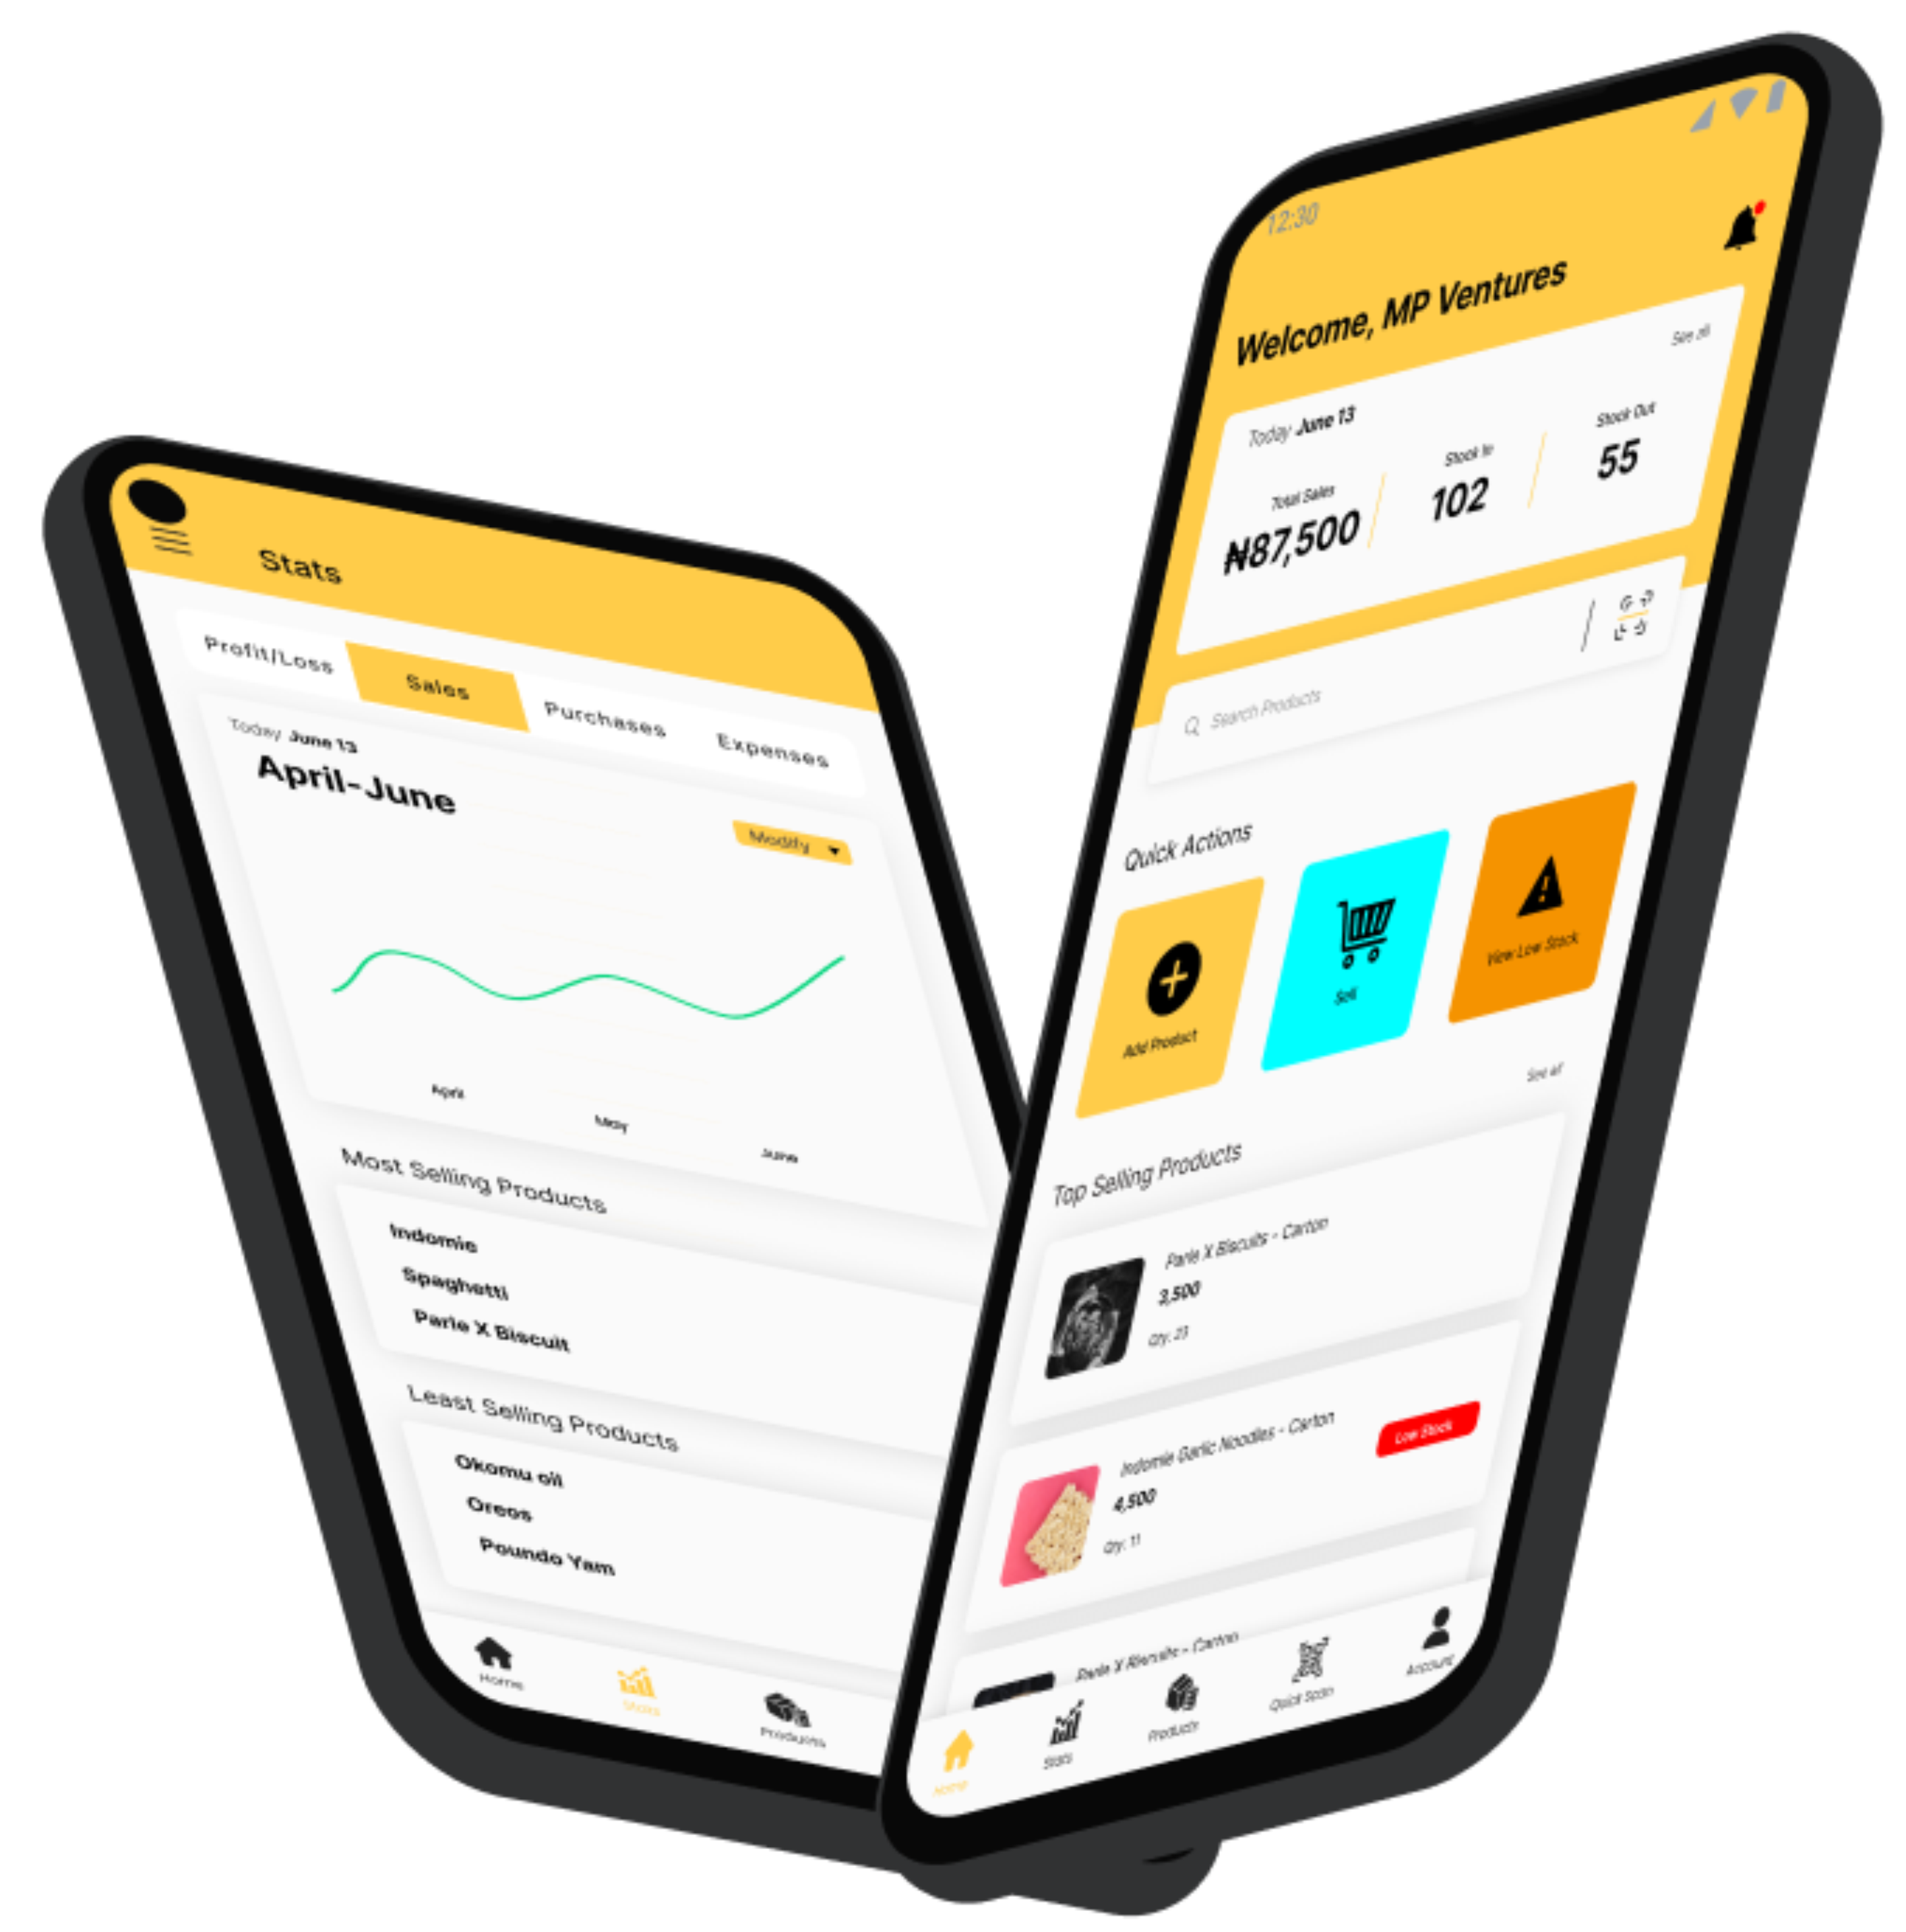 Stats
Profit/Loss
Sales
Purchases
Expenses
Today June 13
April-June
Modify
April
May
June
Most Selling Products
Indomie
Spaghetti
Parle X Biscuit
Least Selling Products
Okomu oil
Oreos
Poundo Yam
Home
Stats
Products
12:30
Welcome, MP Ventures
See all
Today June 13
Total Sales
₦87,500
Stock In
102
Stock Out
55
Search Products
Quick Actions
Add Product
Sell
View Low Stock
See all
Top Selling Products
Parle X Biscuits - Carton
3,500
Qty: 23
Indomie Garlic Noodles - Carton
4,500
Qty: 11
Low Stock
Parle X Biscuits - Carton
Home
Stats
Products
Quick Scan
Account